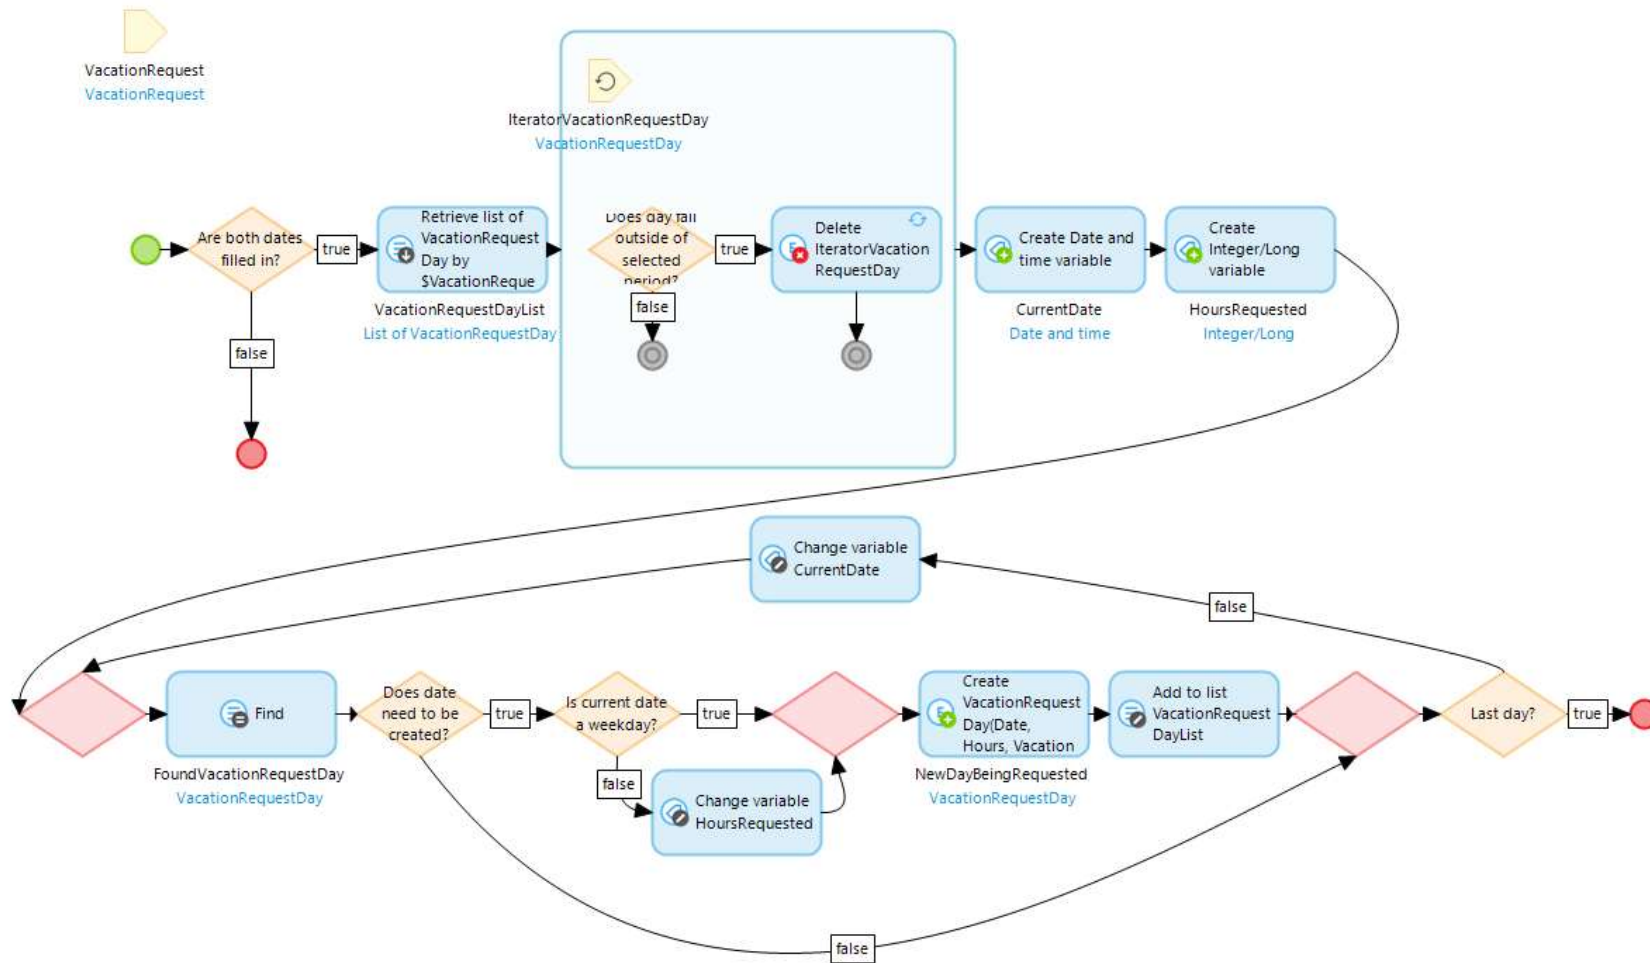 VacationRequest
VacationRequest
IteratorVacationRequestDay
VacationRequestDay
Are both dates
filled in?
true
false
Retrieve list of
VacationRequest
Day by
$VacationReque
VacationRequestDayList
List of VacationRequestDay
Does day fall
outside of
selected
period?
true
false
Delete
IteratorVacation
RequestDay
Create Date and
time variable
CurrentDate
Date and time
Create
Integer/Long
variable
HoursRequested
Integer/Long
Change variable
CurrentDate
false
Find
FoundVacationRequestDay
VacationRequestDay
Does date
need to be
created?
true
Is current date
a weekday?
true
false
Change variable
HoursRequested
Create
VacationRequest
Day(Date,
Hours, Vacation
NewDayBeingRequested
VacationRequestDay
Add to list
VacationRequest
DayList
Last day?
true
false